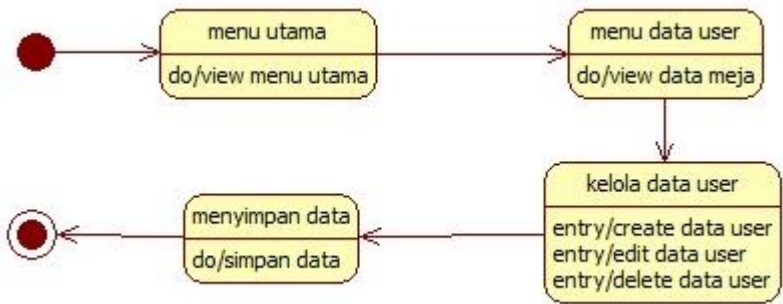 menu utama
do/view menu utama
menu data user
do/view data meja
kelola data user
entry/create data user
entry/edit data user
entry/delete data user
menyimpan data
do/simpan data